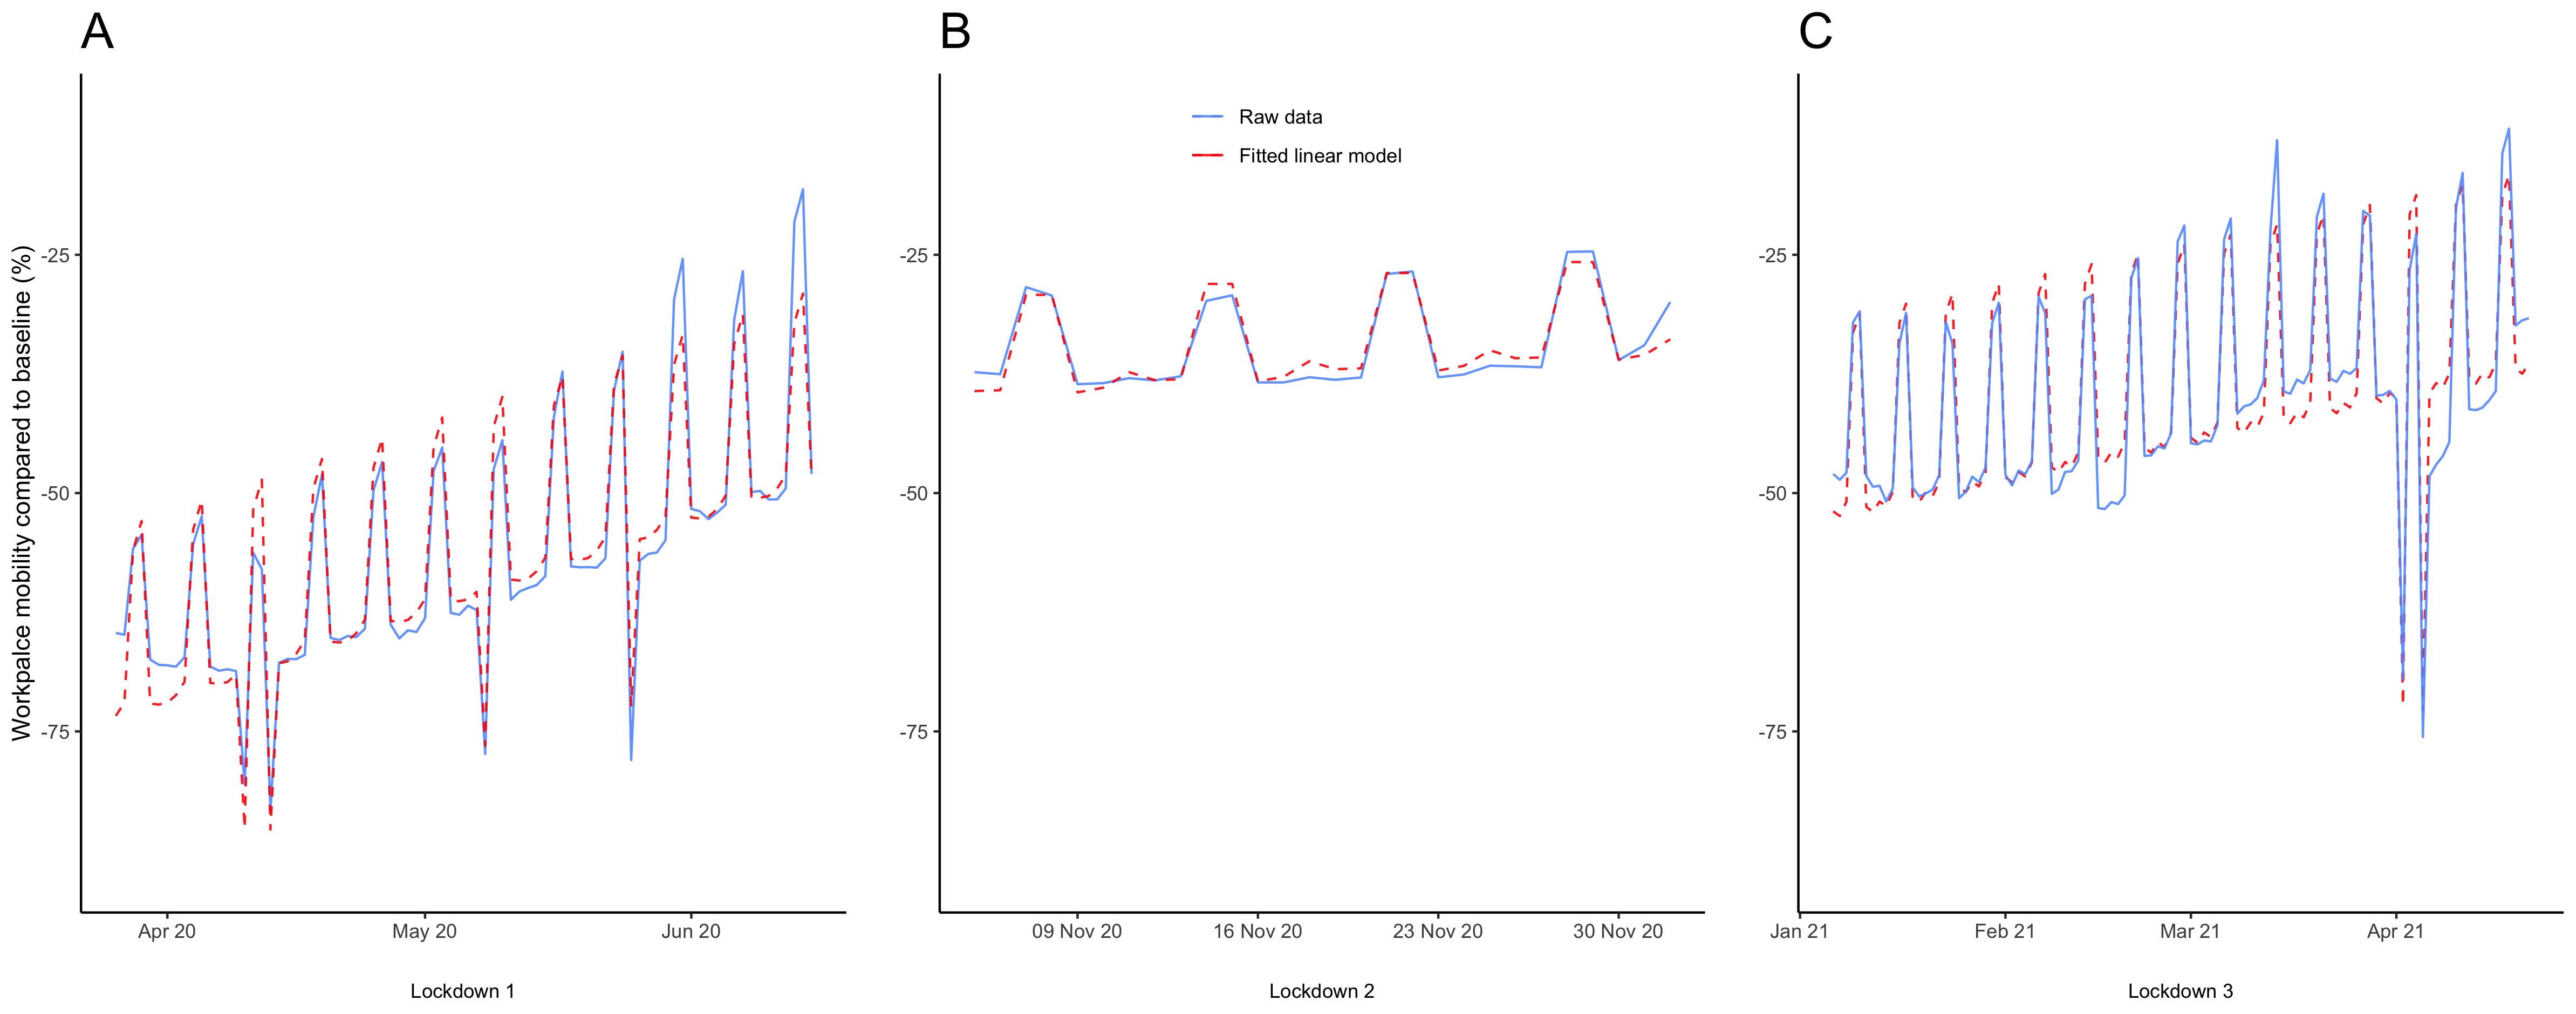 A
B
C
Raw data
Fitted linear model
Workpalce mobility compared to baseline (%)
-25
-50
-75
-25
-50
-75
-25
-50
-75
Apr 20
May 20
Jun 20
09 Nov 20
16 Nov 20
23 Nov 20
30 Nov 20
Jan 21
Feb 21
Mar 21
Apr 21
Lockdown 1
Lockdown 2
Lockdown 3